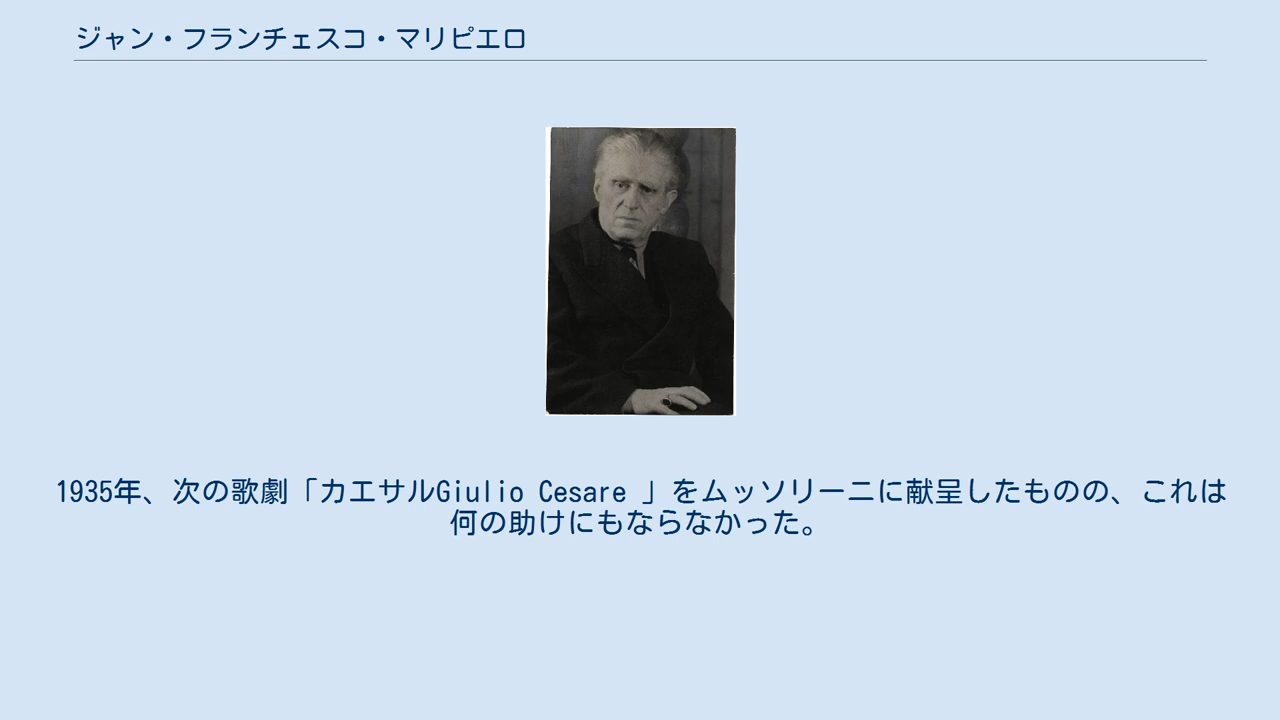 ジャン・フランチェスコ・マリピエロ
1935年、次の歌劇「カエサルGiulio Cesare 」をムッソリーニに献呈したものの、これは
何の助けにもならなかった。